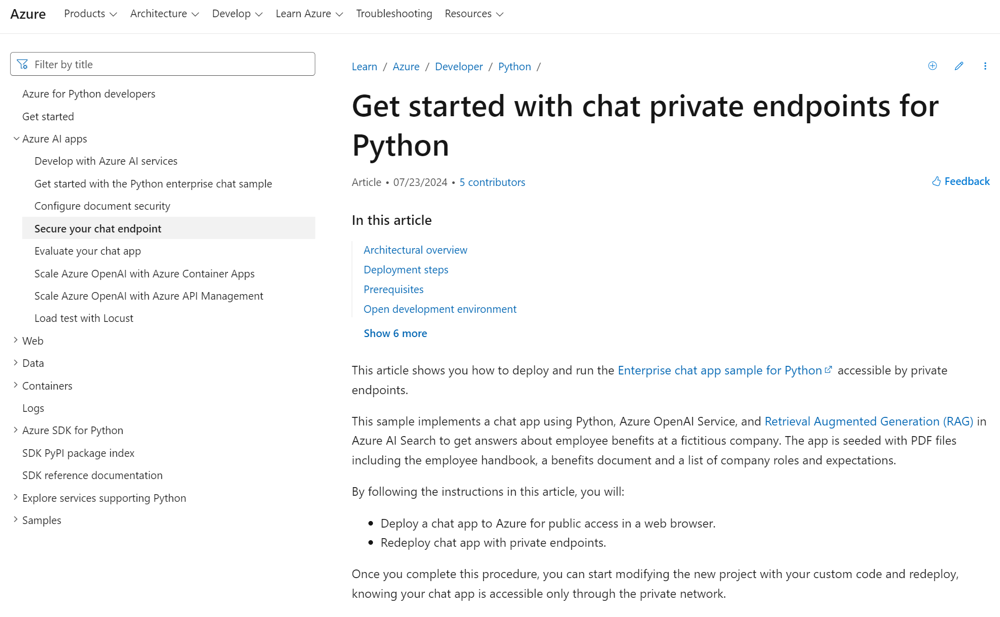 Azure Products Architecture Develop Learn Azure Troubleshooting Resources
Filter by title
Azure for Python developers
Get started
Azure AI apps
Develop with Azure AI services
Get started with the Python enterprise chat sample
Configure document security
Secure your chat endpoint
Evaluate your chat app
Scale Azure OpenAI with Azure Container Apps
Scale Azure OpenAI with Azure API Management
Load test with Locust
Web
Data
Containers
Logs
Azure SDK for Python
SDK PyPI package index
SDK reference documentation
Explore services supporting Python
Samples
Learn / Azure / Developer / Python /
Get started with chat private endpoints for
Python
Article • 07/23/2024 • 5 contributors
Feedback
In this article
Architectural overview
Deployment steps
Prerequisites
Open development environment
Show 6 more
This article shows you how to deploy and run the Enterprise chat app sample for Python accessible by private
endpoints.
This sample implements a chat app using Python, Azure OpenAI Service, and Retrieval Augmented Generation (RAG) in
Azure AI Search to get answers about employee benefits at a fictitious company. The app is seeded with PDF files
including the employee handbook, a benefits document and a list of company roles and expectations.
By following the instructions in this article, you will:
• Deploy a chat app to Azure for public access in a web browser.
• Redeploy chat app with private endpoints.
Once you complete this procedure, you can start modifying the new project with your custom code and redeploy,
knowing your chat app is accessible only through the private network.